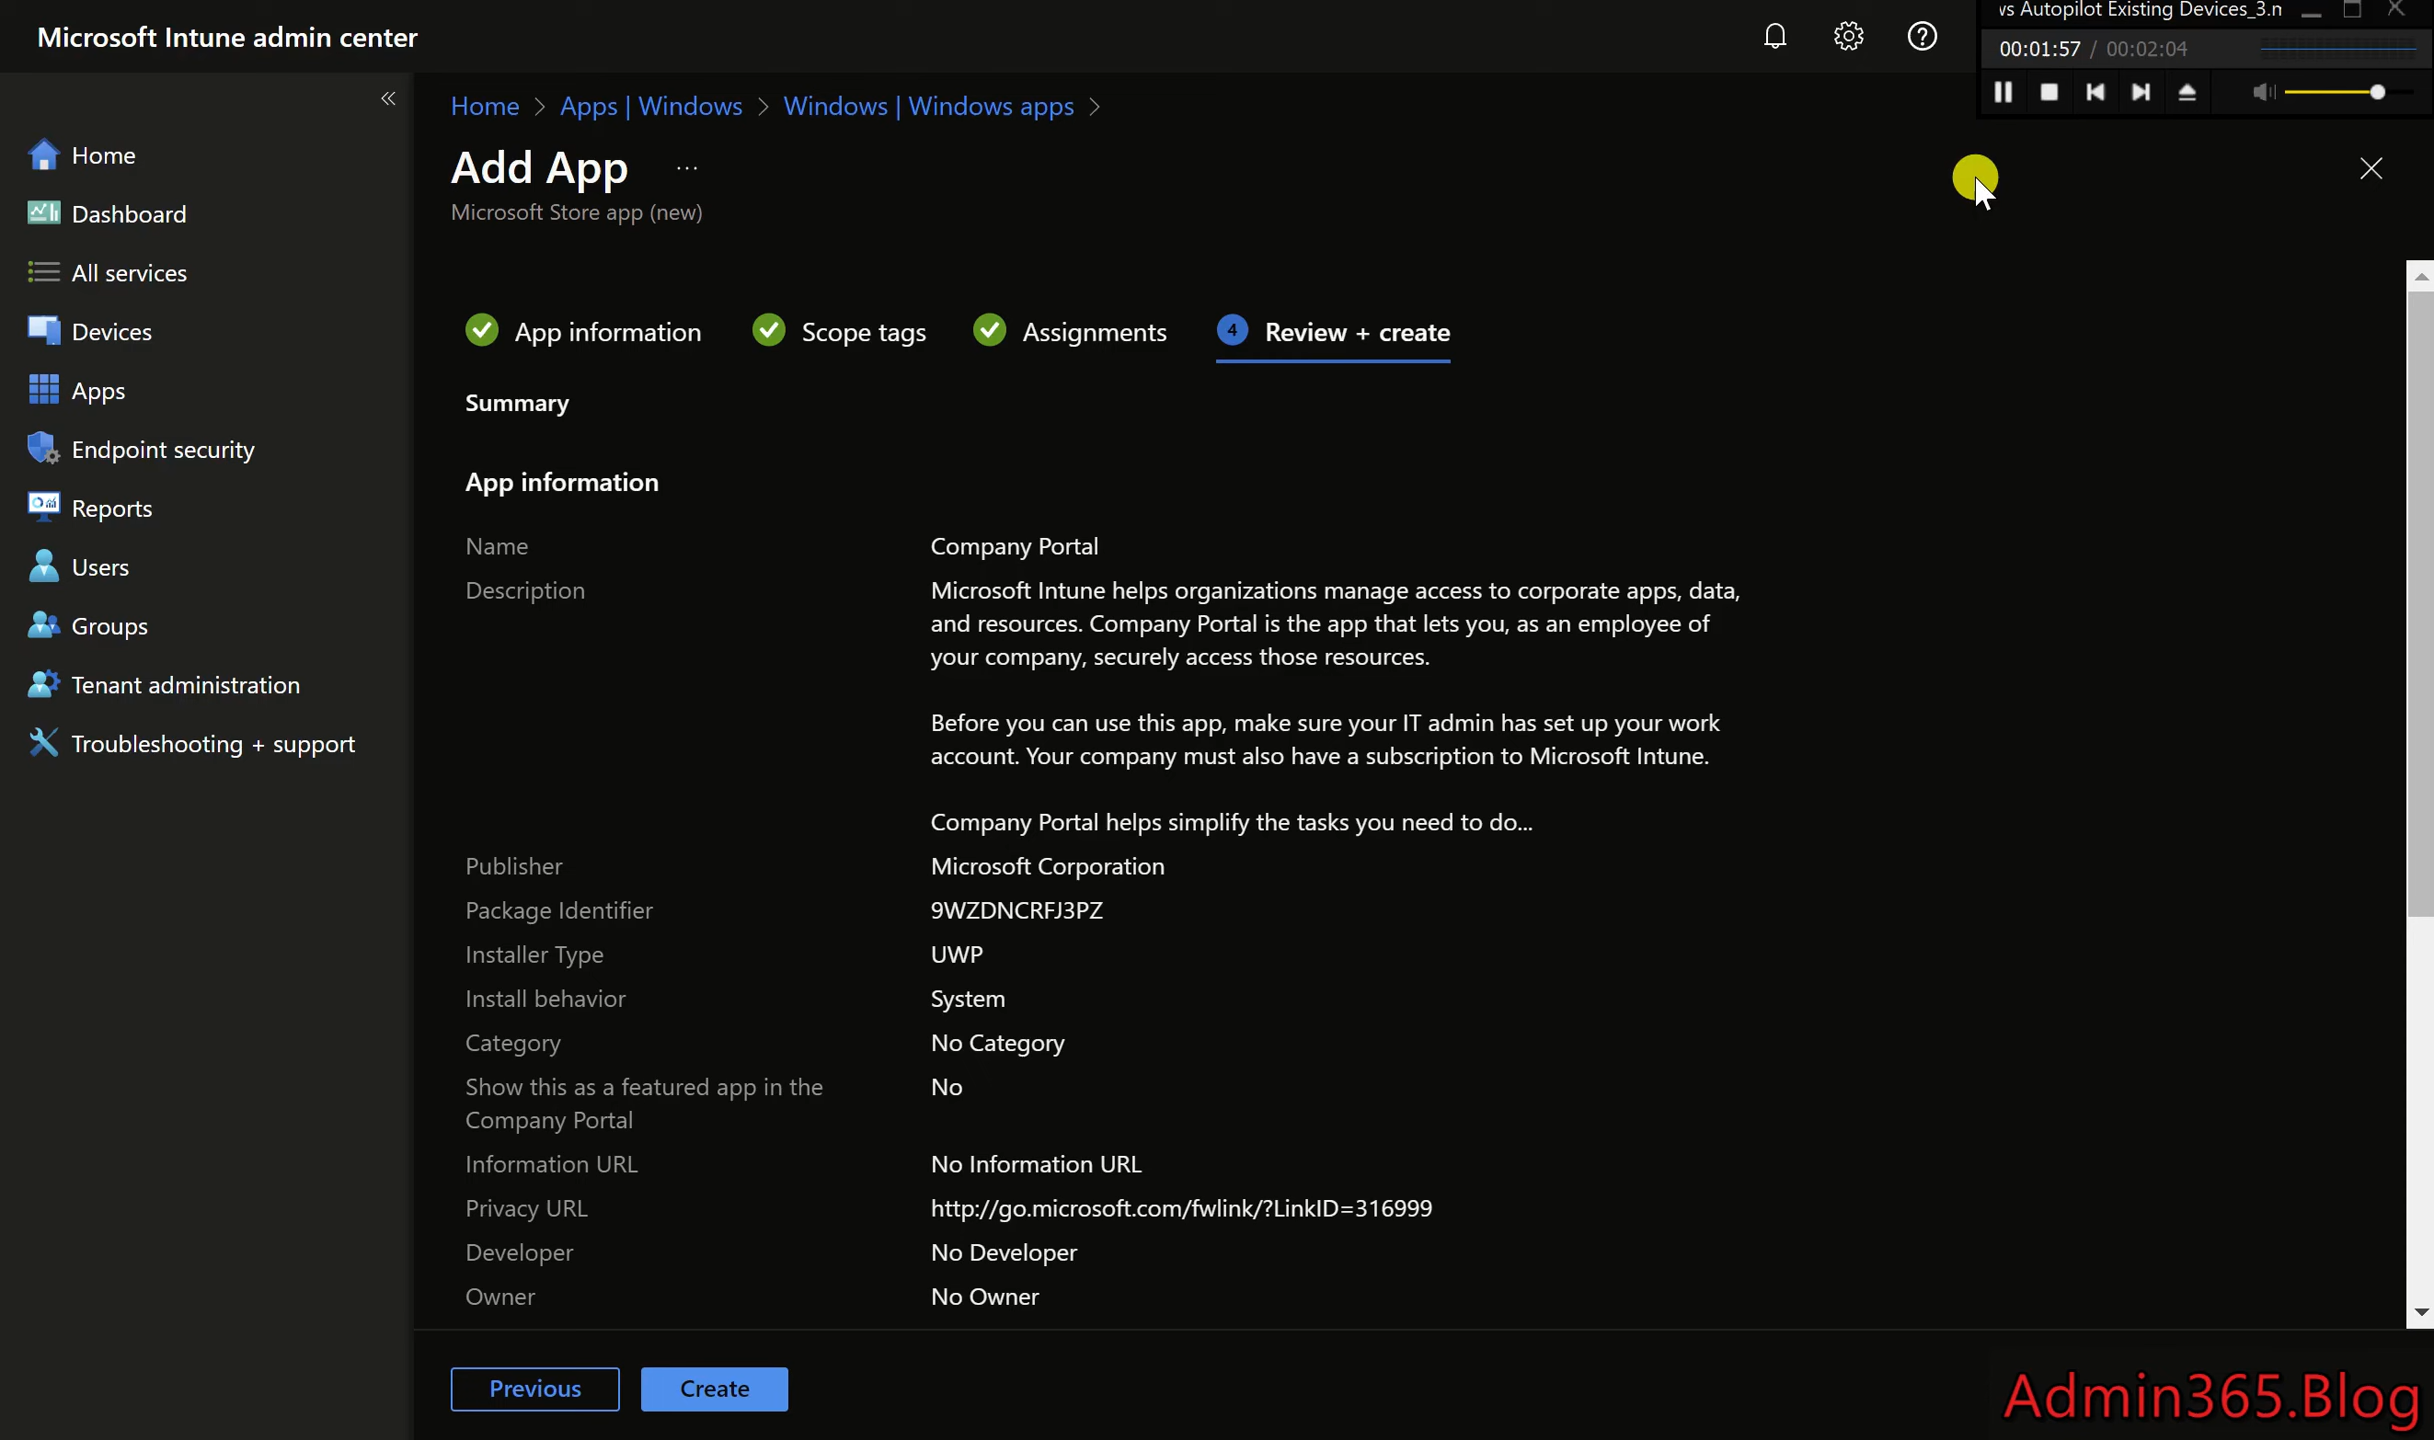 Microsoft Intune admin center
vs Autopilot Existing Devices_3.n
00:01:57 / 00:02:04
Home > Apps | Windows > Windows | Windows apps >
Add App ...
Microsoft Store app (new)
Home
Dashboard
All services
Devices
Apps
Endpoint security
Reports
Users
Groups
Tenant administration
Troubleshooting + support
App information
Scope tags
Assignments
4 Review + create
Summary
App information
Name Company Portal
Description Microsoft Intune helps organizations manage access to corporate apps, data,
and resources. Company Portal is the app that lets you, as an employee of
your company, securely access those resources.
Before you can use this app, make sure your IT admin has set up your work
account. Your company must also have a subscription to Microsoft Intune.
Company Portal helps simplify the tasks you need to do...
Publisher Microsoft Corporation
Package Identifier 9WZDNCRFJ3PZ
Installer Type UWP
Install behavior System
Category No Category
Show this as a featured app in the No
Company Portal
Information URL No Information URL
Privacy URL http://go.microsoft.com/fwlink/?LinkID=316999
Developer No Developer
Owner No Owner
Previous
Create
Admin365.Blog